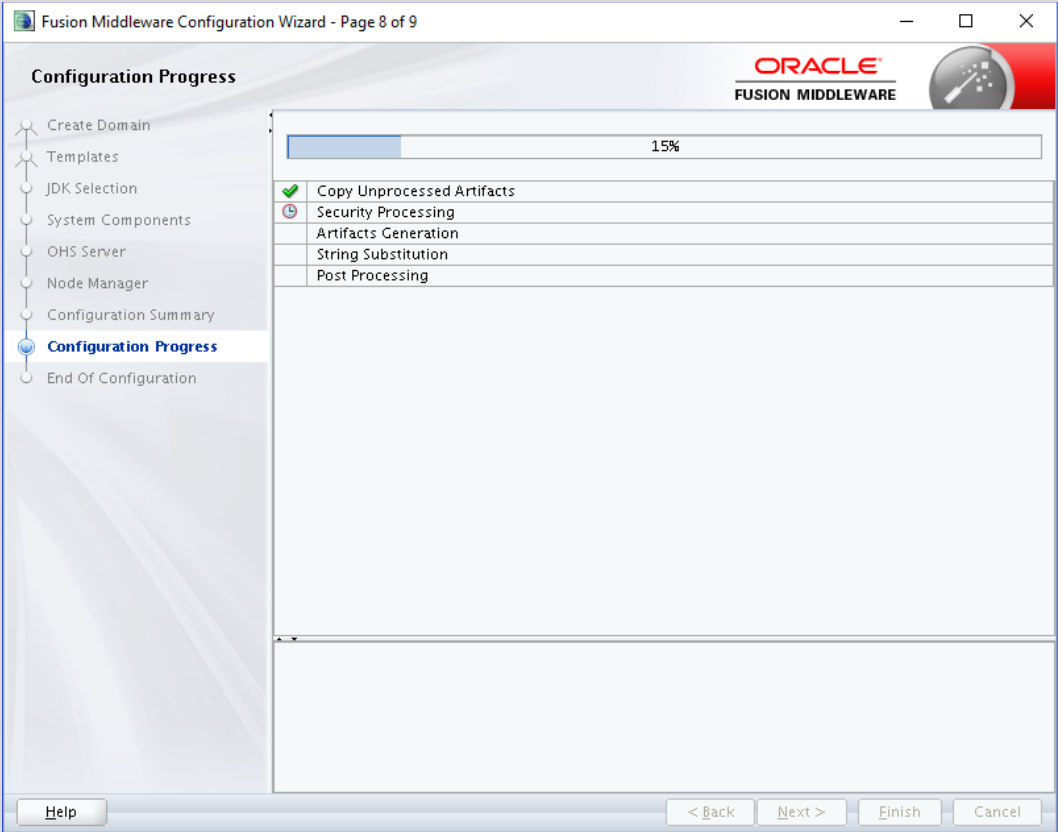 Fusion Middleware Configuration Wizard - Page 8 of 9
Configuration Progress
ORACLE
FUSION MIDDLEWARE
Create Domain
Templates
JDK Selection
System Components
OHS Server
Node Manager
Configuration Summary
Configuration Progress
End Of Configuration
15%
Copy Unprocessed Artifacts
Security Processing
Artifacts Generation
String Substitution
Post Processing
Help
< Back
Next >
Finish
Cancel